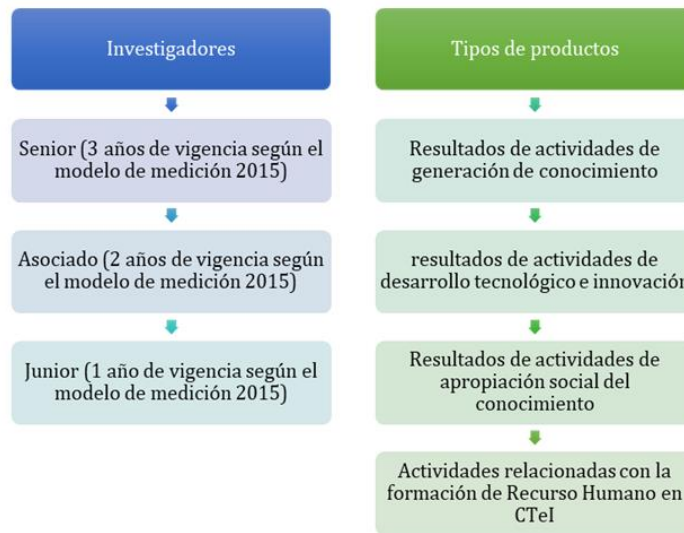 Investigadores
Senior (3 años de vigencia según el
modelo de medición 2015)
Asociado (2 años de vigencia según
el modelo de medición 2015)
Junior (1 año de vigencia según el
modelo de medición 2015)
Tipos de productos
Resultados de actividades de
generación de conocimiento
resultados de actividades de
desarrollo tecnológico e innovación
Resultados de actividades de
apropiación social del
conocimiento
Actividades relacionadas con la
formación de Recurso Humano en
CTeI